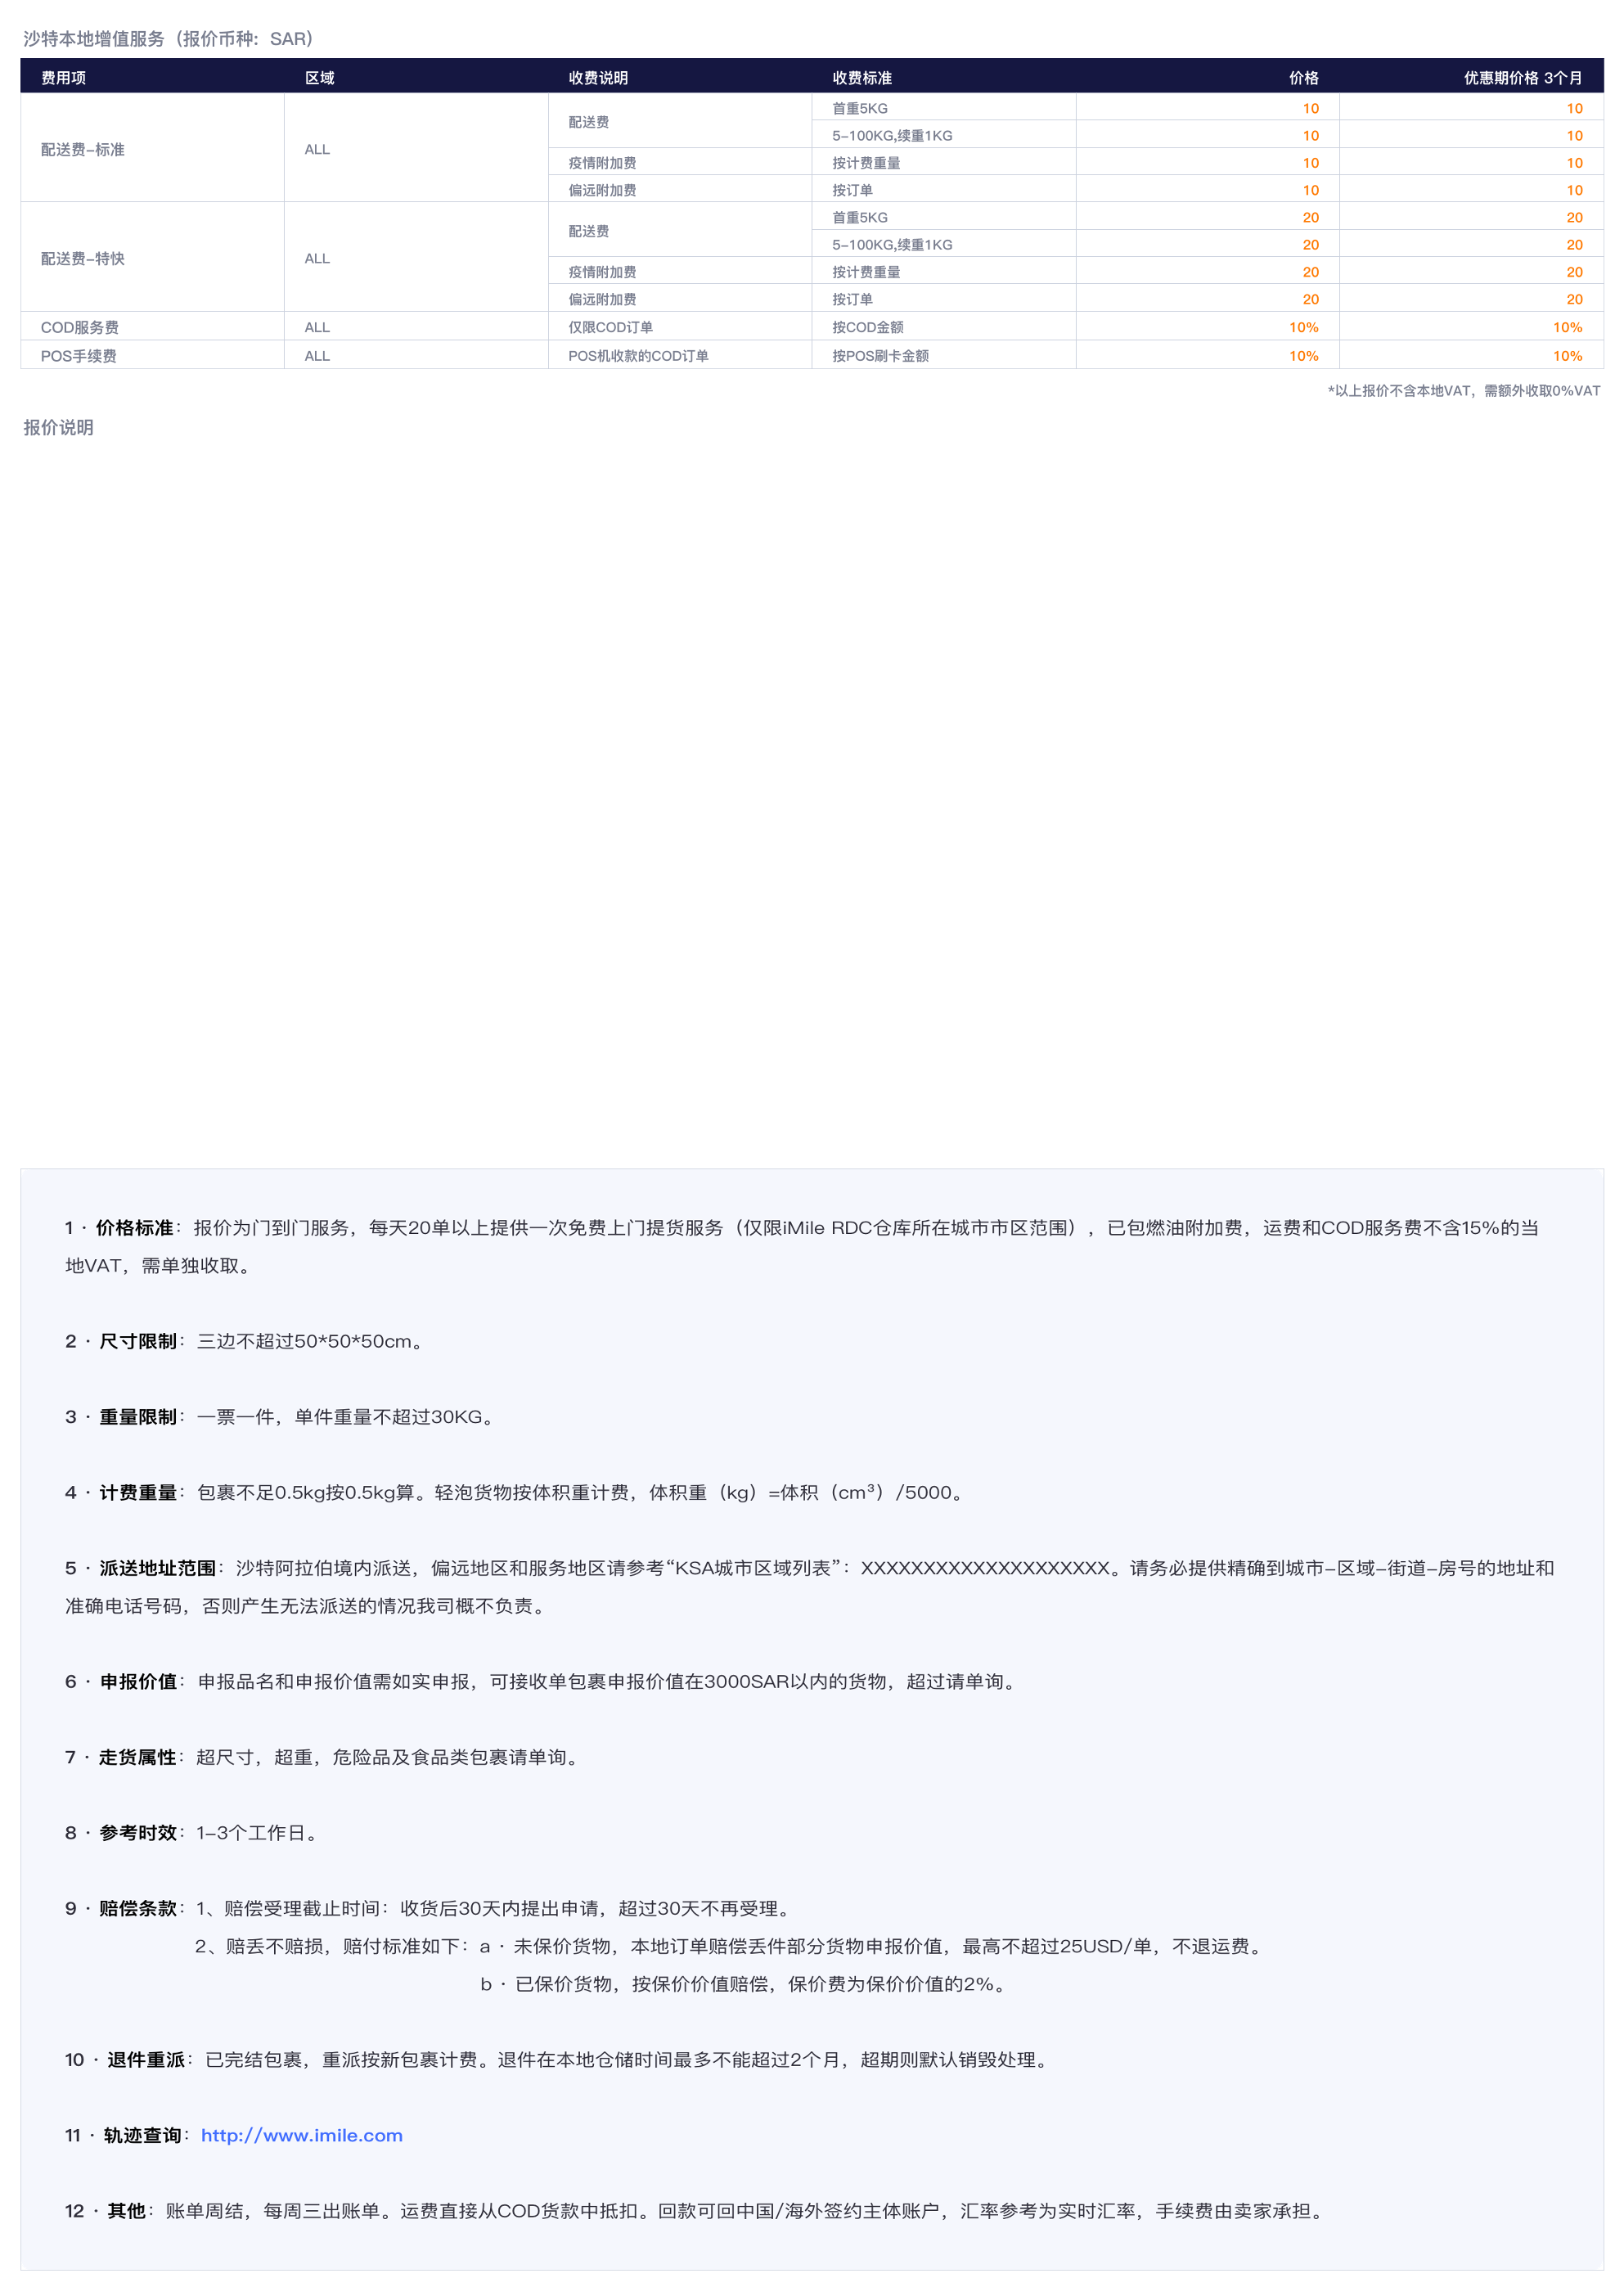 沙特本地增值服务（报价币种：SAR）
费用项 区域 收费说明 收费标准 价格 优惠期价格 3个月
配送费-标准 ALL 配送费 首重5KG 10 10
5-100KG,续重1KG 10 10
疫情附加费 按计费重量 10 10
偏远附加费 按订单 10 10
配送费-特快 ALL 配送费 首重5KG 20 20
5-100KG,续重1KG 20 20
疫情附加费 按计费重量 20 20
偏远附加费 按订单 20 20
COD服务费 ALL 仅限COD订单 按COD金额 10% 10%
POS手续费 ALL POS机收款的COD订单 按POS刷卡金额 10% 10%
*以上报价不含本地VAT，需额外收取0%VAT
报价说明
1 · 价格标准：报价为门到门服务，每天20单以上提供一次免费上门提货服务（仅限iMile RDC仓库所在城市市区范围），已包燃油附加费，运费和COD服务费不含15%的当
地VAT，需单独收取。
2 · 尺寸限制：三边不超过50*50*50cm。
3 · 重量限制：一票一件，单件重量不超过30KG。
4 · 计费重量：包裹不足0.5kg按0.5kg算。轻泡货物按体积重计费，体积重（kg）=体积（cm³）/5000。
5 · 派送地址范围：沙特阿拉伯境内派送，偏远地区和服务地区请参考“KSA城市区域列表”：XXXXXXXXXXXXXXXXXXXX。请务必提供精确到城市-区域-街道-房号的地址和
准确电话号码，否则产生无法派送的情况我司概不负责。
6 · 申报价值：申报品名和申报价值需如实申报，可接收单包裹申报价值在3000SAR以内的货物，超过请单询。
7 · 走货属性：超尺寸，超重，危险品及食品类包裹请单询。
8 · 参考时效：1-3个工作日。
9 · 赔偿条款：1、赔偿受理截止时间：收货后30天内提出申请，超过30天不再受理。
2、赔丢不赔损，赔付标准如下：a · 未保价货物，本地订单赔偿丢件部分货物申报价值，最高不超过25USD/单，不退运费。
b · 已保价货物，按保价价值赔偿，保价费为保价价值的2%。
10 · 退件重派：已完结包裹，重派按新包裹计费。退件在本地仓储时间最多不能超过2个月，超期则默认销毁处理。
11 · 轨迹查询：http://www.imile.com
12 · 其他：账单周结，每周三出账单。运费直接从COD货款中抵扣。回款可回中国/海外签约主体账户，汇率参考为实时汇率，手续费由卖家承担。